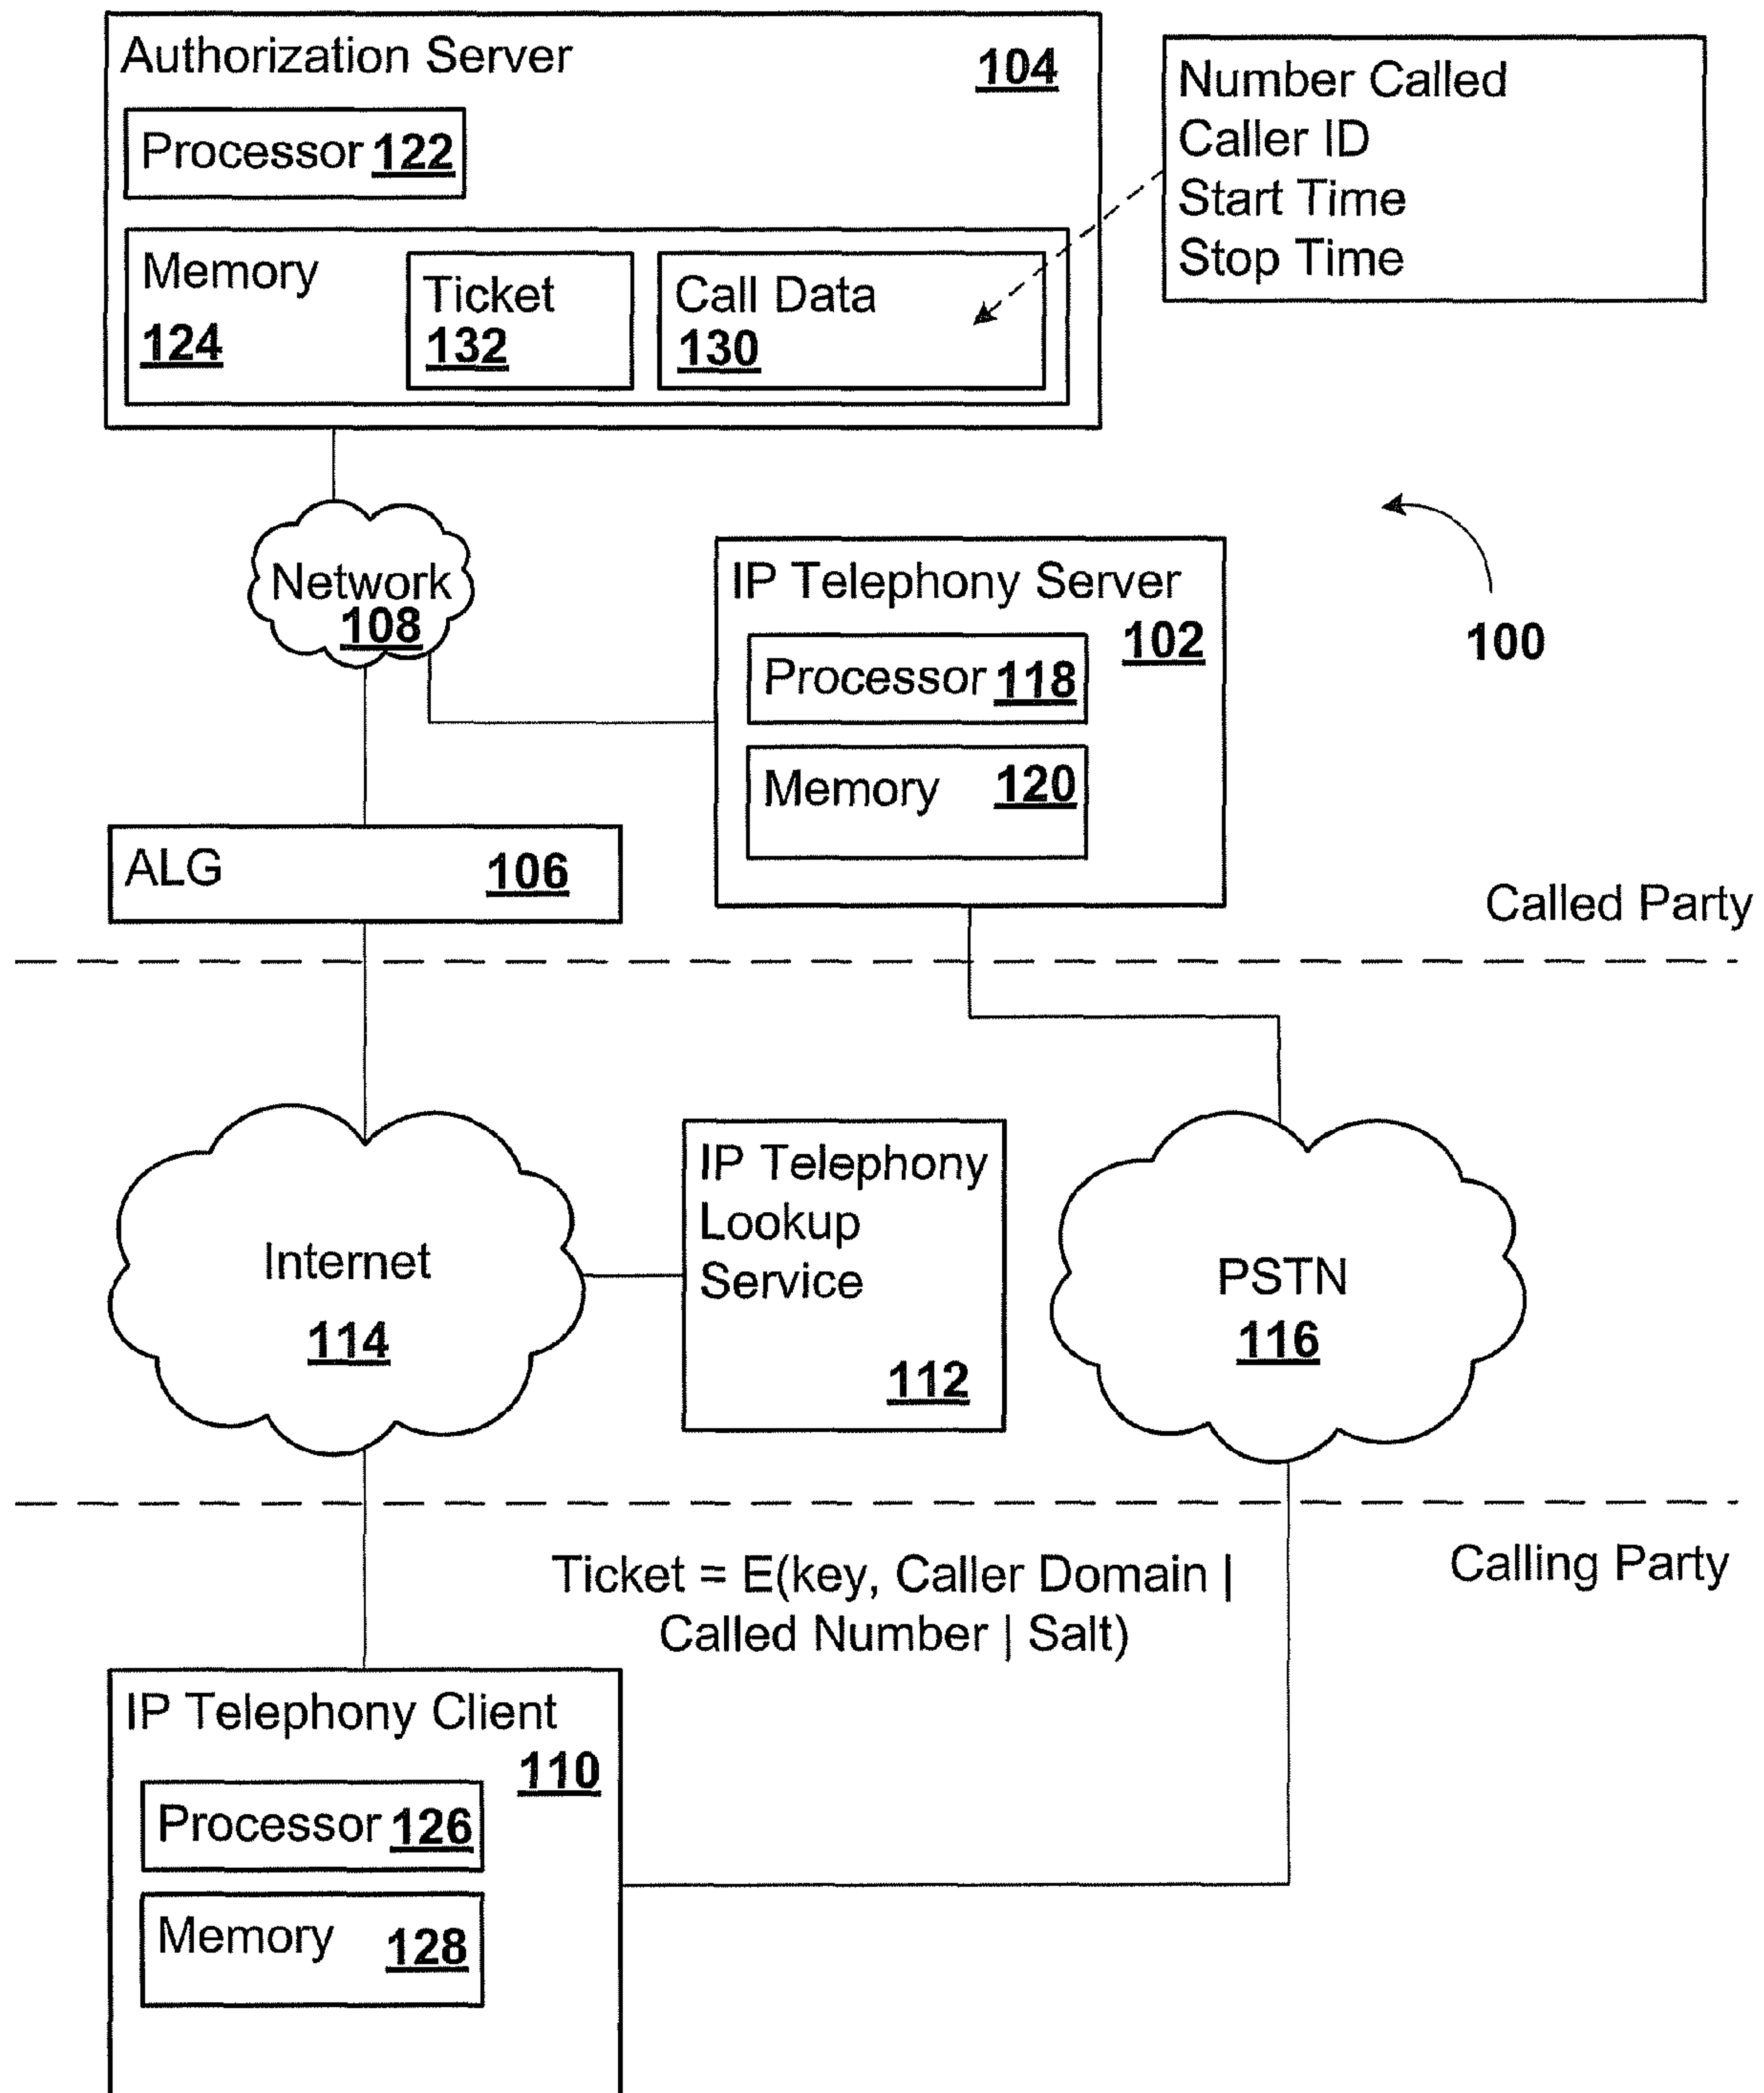 Authorization Server
104
Processor 122
Memory
124
Ticket
132
Call Data
130
Number Called
Caller ID
Start Time
Stop Time
Network
108
IP Telephony Server
102
Processor 118
Memory 120
100
ALG 106
Called Party
Internet
114
IP Telephony
Lookup
Service
112
PSTN
116
Ticket = E(key, Caller Domain |
Called Number | Salt)
Calling Party
IP Telephony Client
110
Processor 126
Memory 128